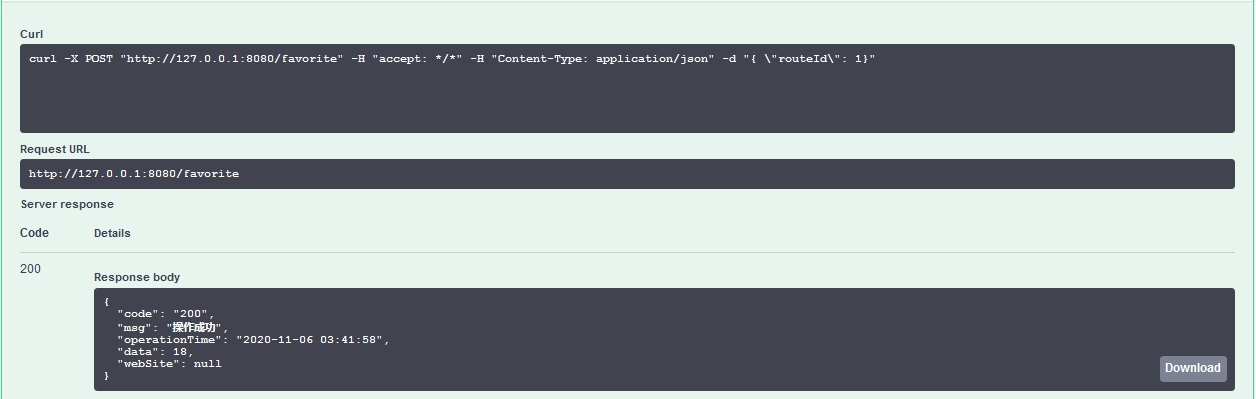 Curl
curl -X POST "http://127.0.0.1:8080/favorite" -H "accept: */*" -H "Content-Type: application/json" -d "{ \"routeId\": 1}"
Request URL
http://127.0.0.1:8080/favorite
Server response
Code Details
200
Response body
{
"code": "200",
"msg": "操作成功",
"operationTime": "2020-11-06 03:41:58",
"data": 18,
"webSite": null
}
Download